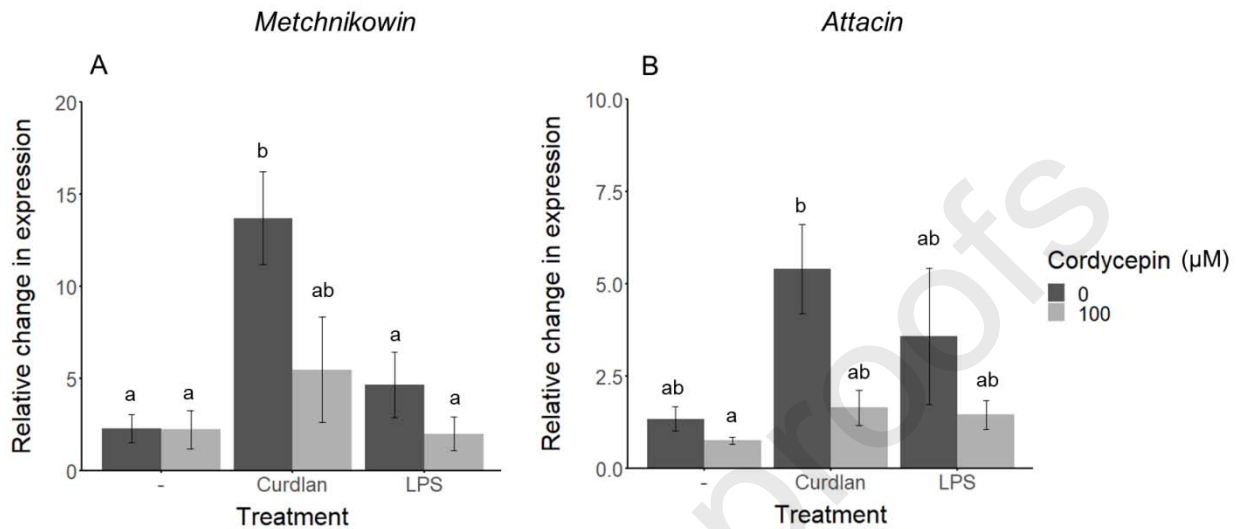 Metchnikowin
Attacin
A
B
Relative change in expression
20
15
10
5
0
a
a
b
ab
a
a
-
Curdlan
LPS
Treatment
Relative change in expression
10.0
7.5
5.0
2.5
0.0
ab
a
b
ab
ab
ab
-
Curdlan
LPS
Treatment
Cordycepin (µM)
0
100
proofs